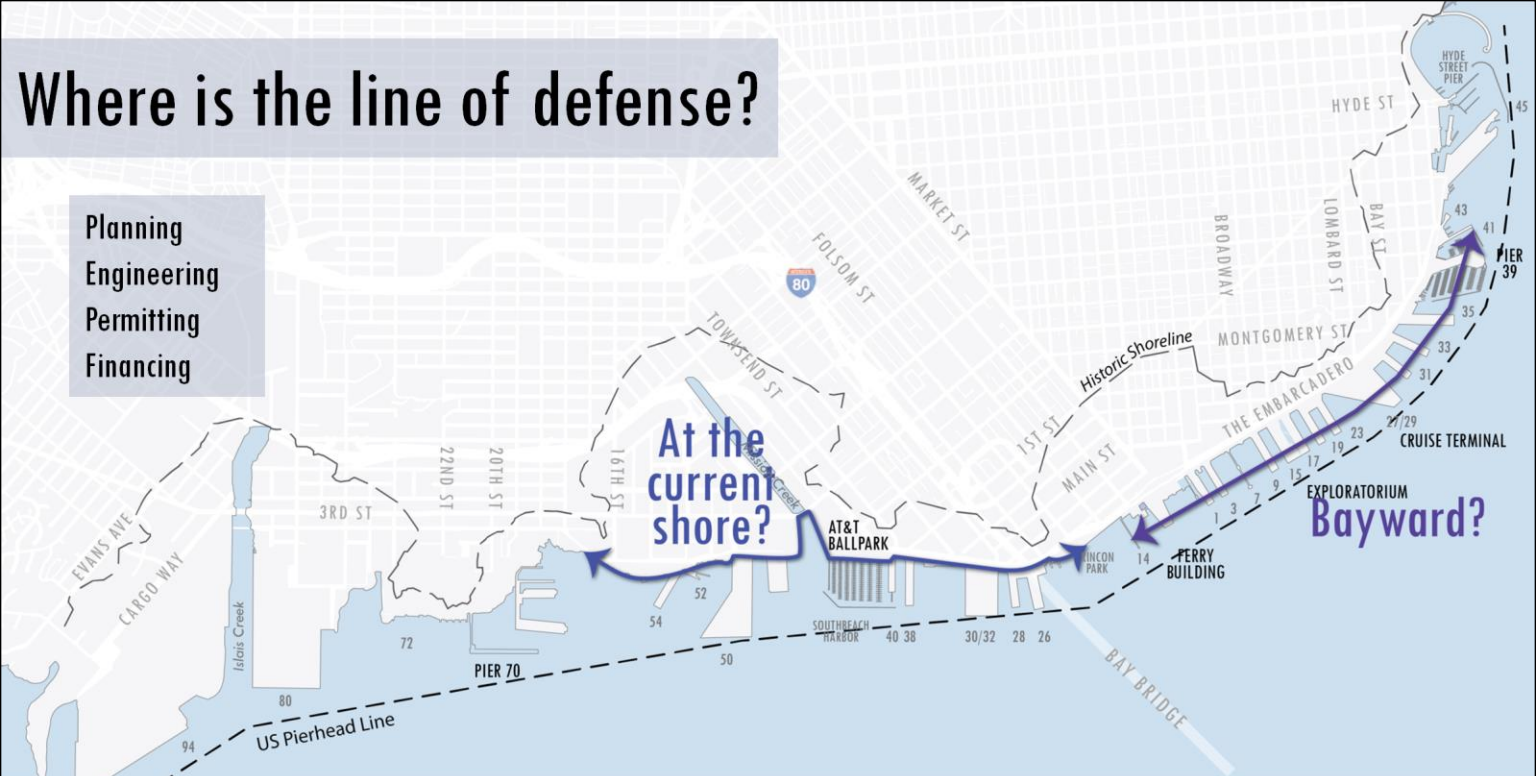 Where is the line of defense?
Planning
Engineering
Permitting
Financing
HYDE
STREET
PIER
45
HYDE ST
MARKET ST
FOLSOM ST
BROADWAY
LOMBARD ST
BAY ST
43
41
PIER
39
INTERSTATE
80
TOWNSEND ST
MONTGOMERY ST
Historic Shoreline
35
33
31
THE EMBARCADERO
27/29
CRUISE TERMINAL
23
19
17
15
9
7
3
1
EXPLORATORIUM
Bayward?
1ST ST
MAIN ST
At the
current
shore?
Mission Creek
16TH ST
20TH ST
22ND ST
3RD ST
EVANS AVE
CARGO WAY
Islais Creek
AT&T
BALLPARK
RINCON
PARK
14
FERRY
BUILDING
52
54
SOUTHBEACH
HARBOR
40
38
30/32
28
26
72
50
PIER 70
BAY BRIDGE
80
94
US Pierhead Line